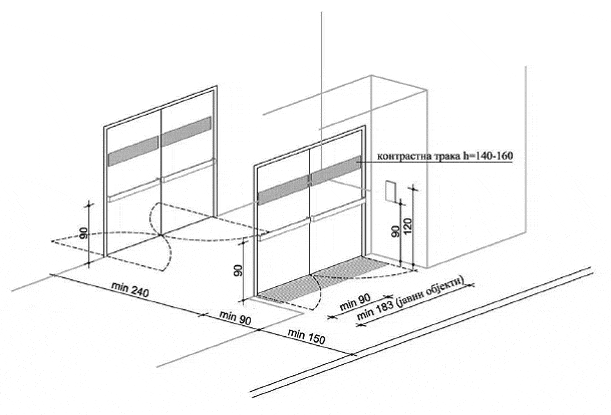 контрастна трака h=140-160
90
90
90
120
min 240
min 90
min 150
min 90
min 183 (јавни објекти)